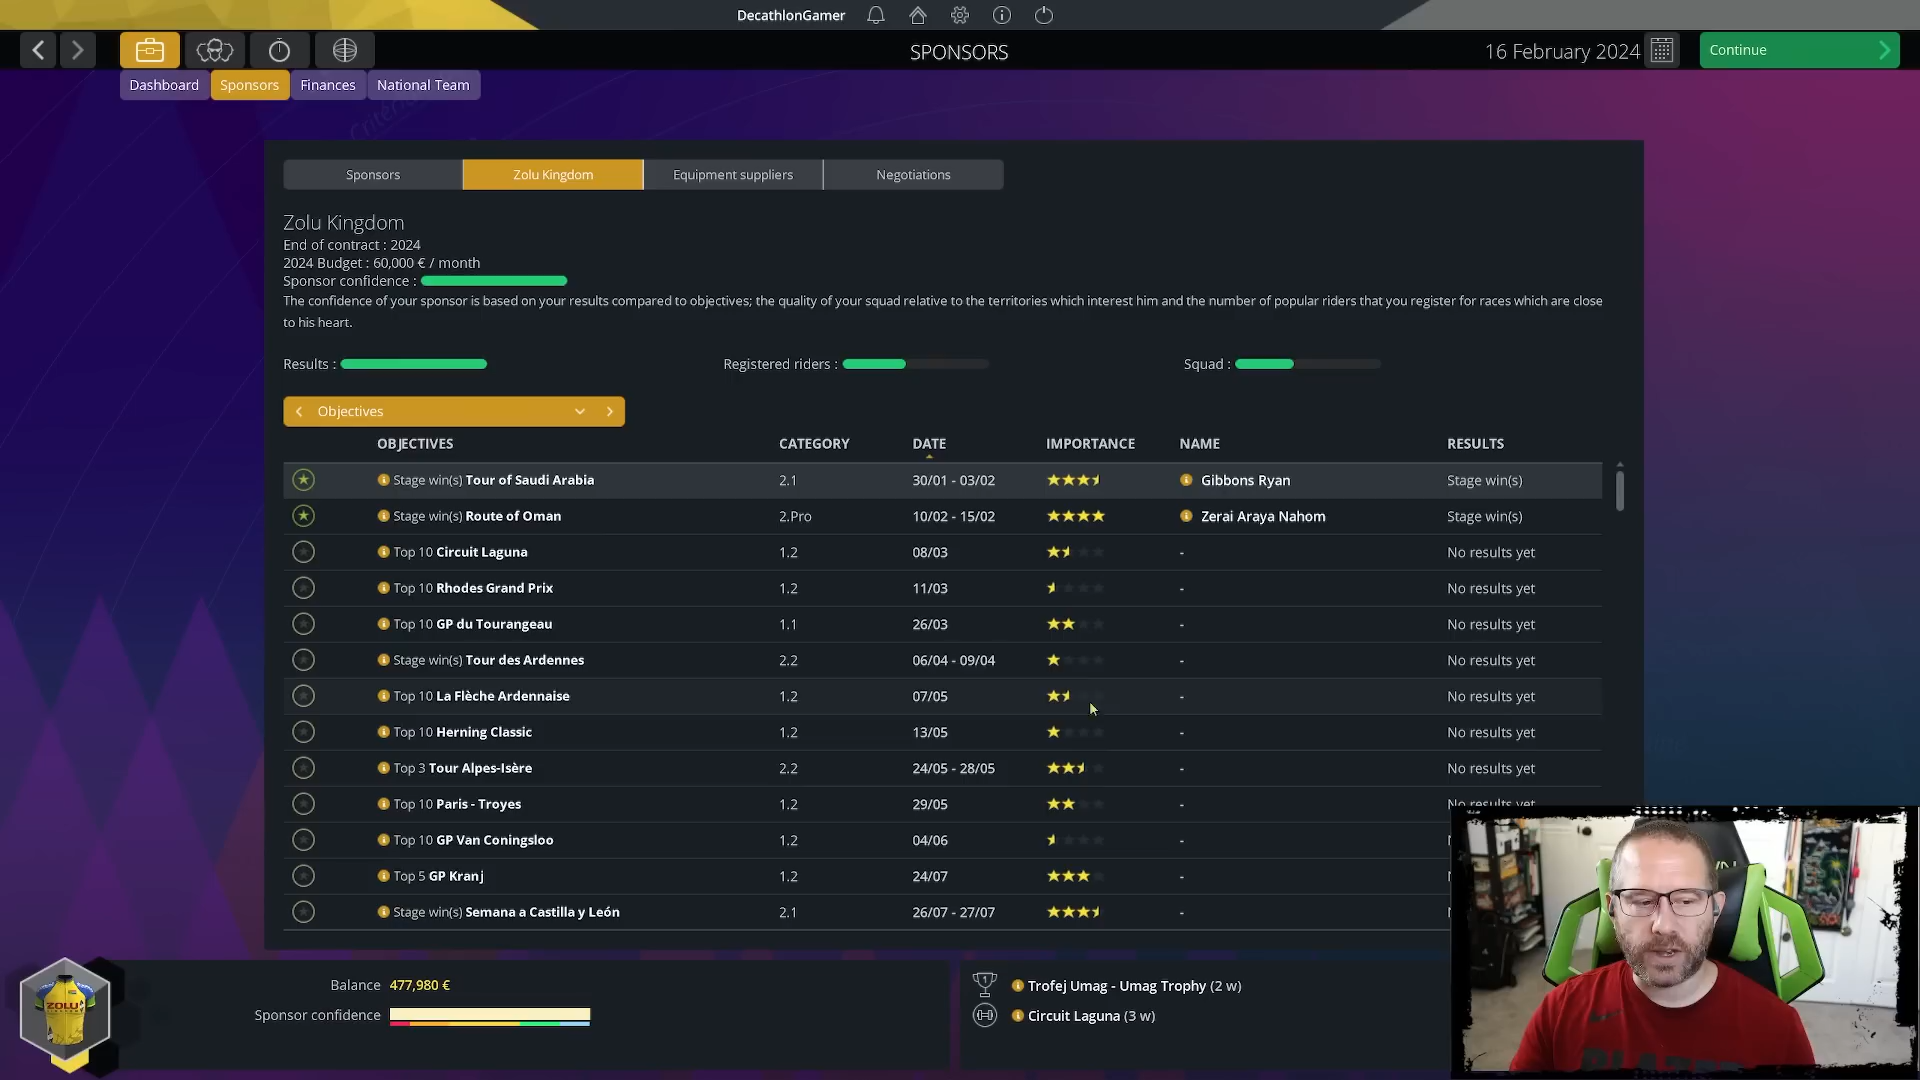 DecathlonGamer
SPONSORS
16 February 2024
Continue
Dashboard Sponsors Finances National Team
Sponsors Zolu Kingdom Equipment suppliers Negotiations
Zolu Kingdom
End of contract : 2024
2024 Budget : 60,000 € / month
Sponsor confidence :
The confidence of your sponsor is based on your results compared to objectives; the quality of your squad relative to the territories which interest him and the number of popular riders that you register for races which are close
to his heart.
Results : Registered riders : Squad :
Objectives
OBJECTIVES CATEGORY DATE IMPORTANCE NAME RESULTS
Stage win(s) Tour of Saudi Arabia 2.1 30/01 - 03/02 Gibbons Ryan Stage win(s)
Stage win(s) Route of Oman 2.Pro 10/02 - 15/02 Zerai Araya Nahom Stage win(s)
Top 10 Circuit Laguna 1.2 08/03 - No results yet
Top 10 Rhodes Grand Prix 1.2 11/03 - No results yet
Top 10 GP du Tourangeau 1.1 26/03 - No results yet
Stage win(s) Tour des Ardennes 2.2 06/04 - 09/04 - No results yet
Top 10 La Flèche Ardennaise 1.2 07/05 - No results yet
Top 10 Herning Classic 1.2 13/05 - No results yet
Top 3 Tour Alpes-Isère 2.2 24/05 - 28/05 - No results yet
Top 10 Paris - Troyes 1.2 29/05 - No results yet
Top 10 GP Van Coningsloo 1.2 04/06 -
Top 5 GP Kranj 1.2 24/07 -
Stage win(s) Semana a Castilla y León 2.1 26/07 - 27/07 -
Balance 477,980 €
Sponsor confidence
Trofej Umag - Umag Trophy (2 w)
Circuit Laguna (3 w)
ZOLU